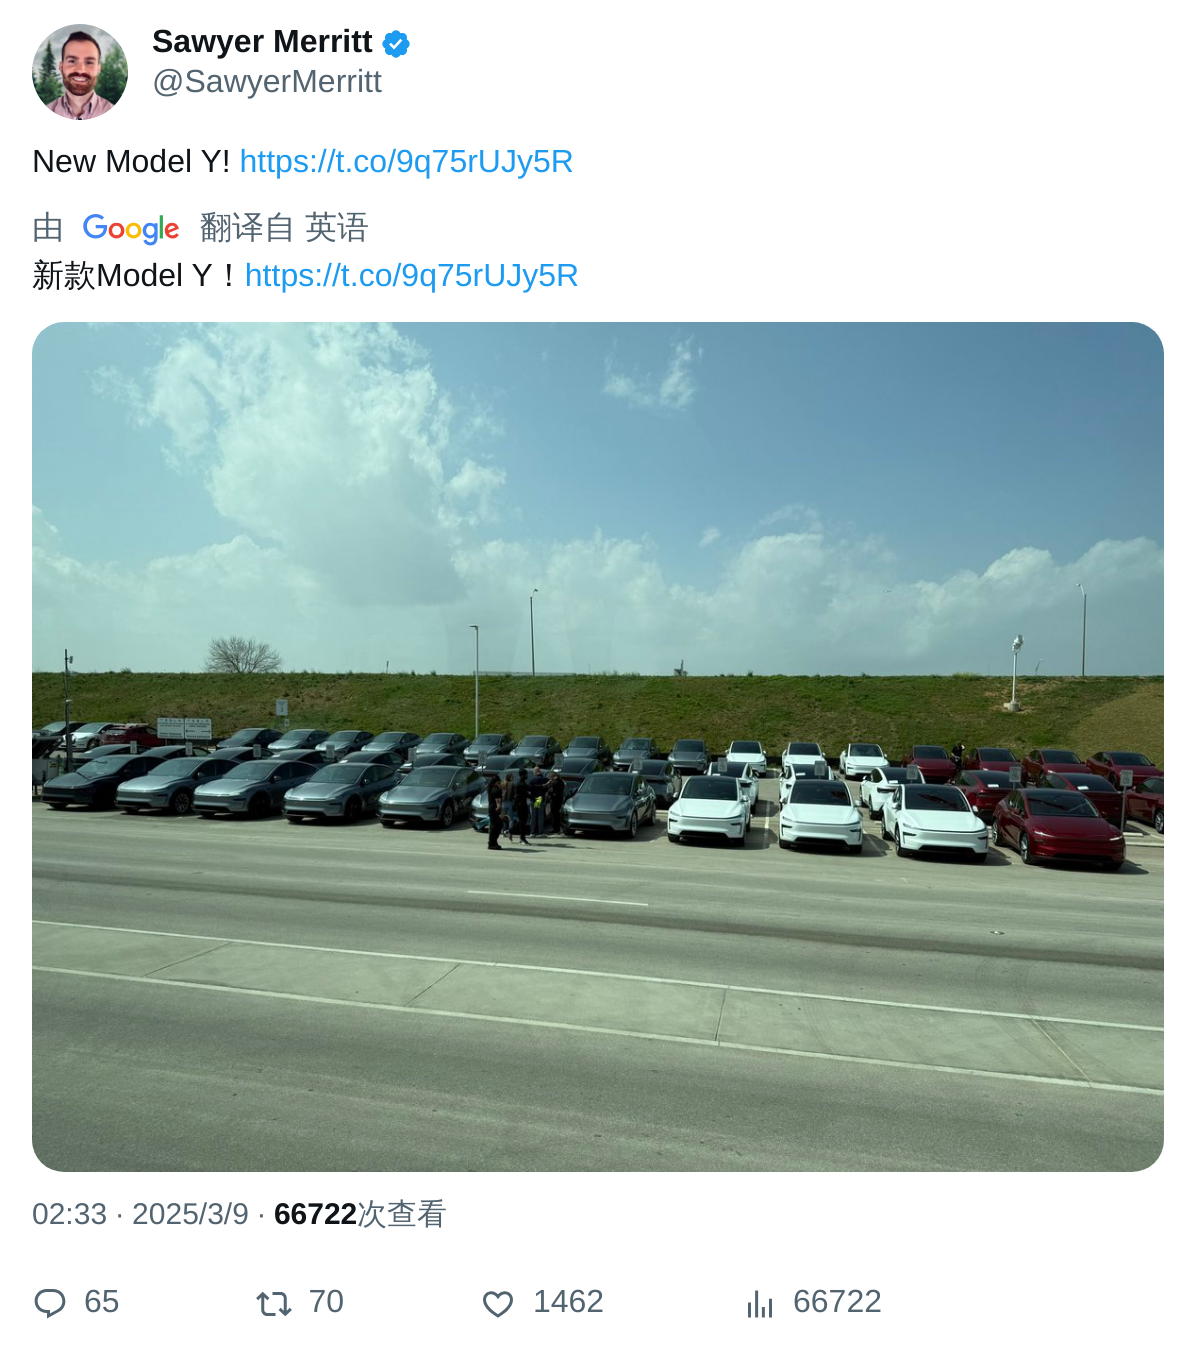 Sawyer Merritt
@SawyerMerritt
New Model Y! https://t.co/9q75rUJy5R
由 Google 翻译自 英语
新款Model Y！https://t.co/9q75rUJy5R
02:33 · 2025/3/9 · 66722次查看
65 70 1462 66722